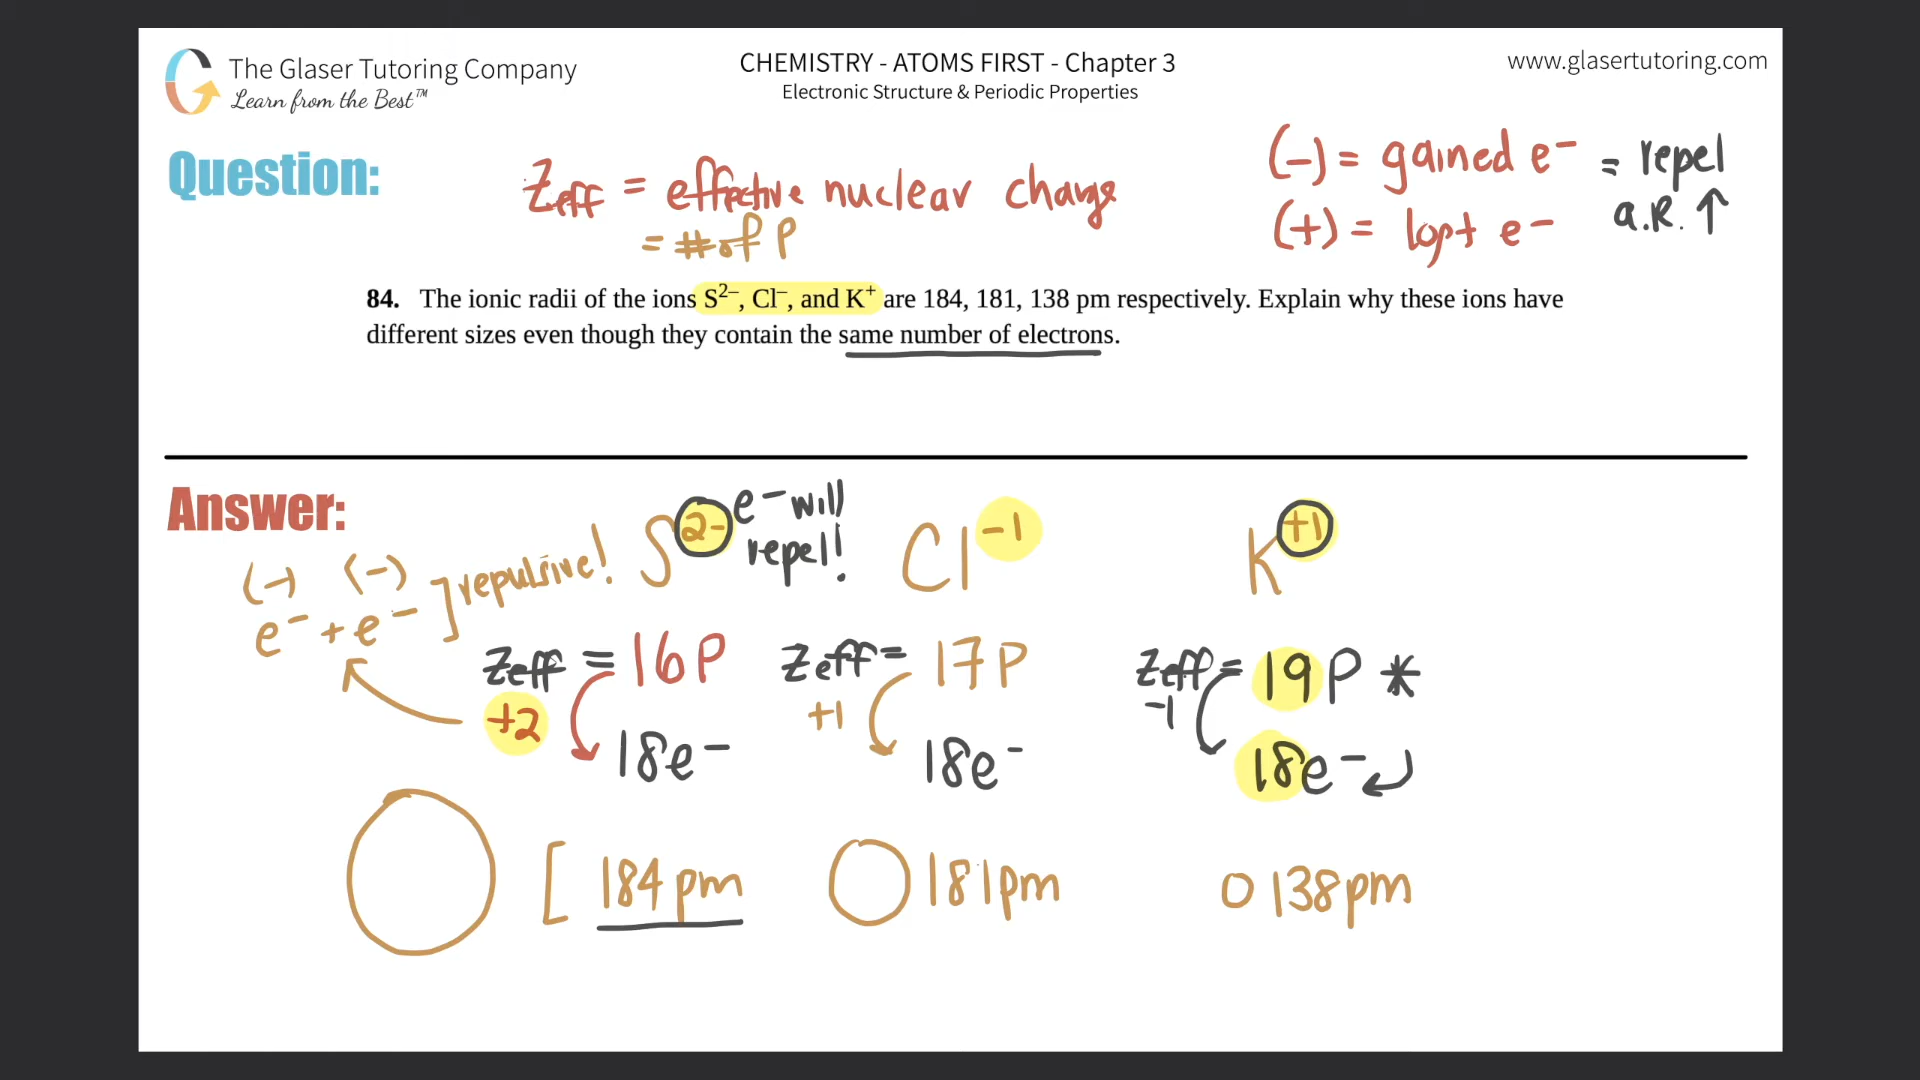 The Glaser Tutoring Company
Learn from the Best™
CHEMISTRY - ATOMS FIRST - Chapter 3
Electronic Structure & Periodic Properties
www.glasertutoring.com
Question:
Zeff = effective nuclear charge
= # of p
(-) = gained e⁻ = repel
(+) = lost e⁻ a.R. ↑
84. The ionic radii of the ions S²⁻, Cl⁻, and K⁺ are 184, 181, 138 pm respectively. Explain why these ions have
different sizes even though they contain the same number of electrons.
Answer:
(-) (-)
e⁻ + e⁻ ] repulsive!
S²⁻ e⁻ will
repel!
Cl⁻¹
K⁺¹
Zeff = 16p
+2
18e⁻
Zeff = 17p
+1
18e⁻
Zeff = 19p *
-1
18e⁻
[ 184pm
181pm
138pm